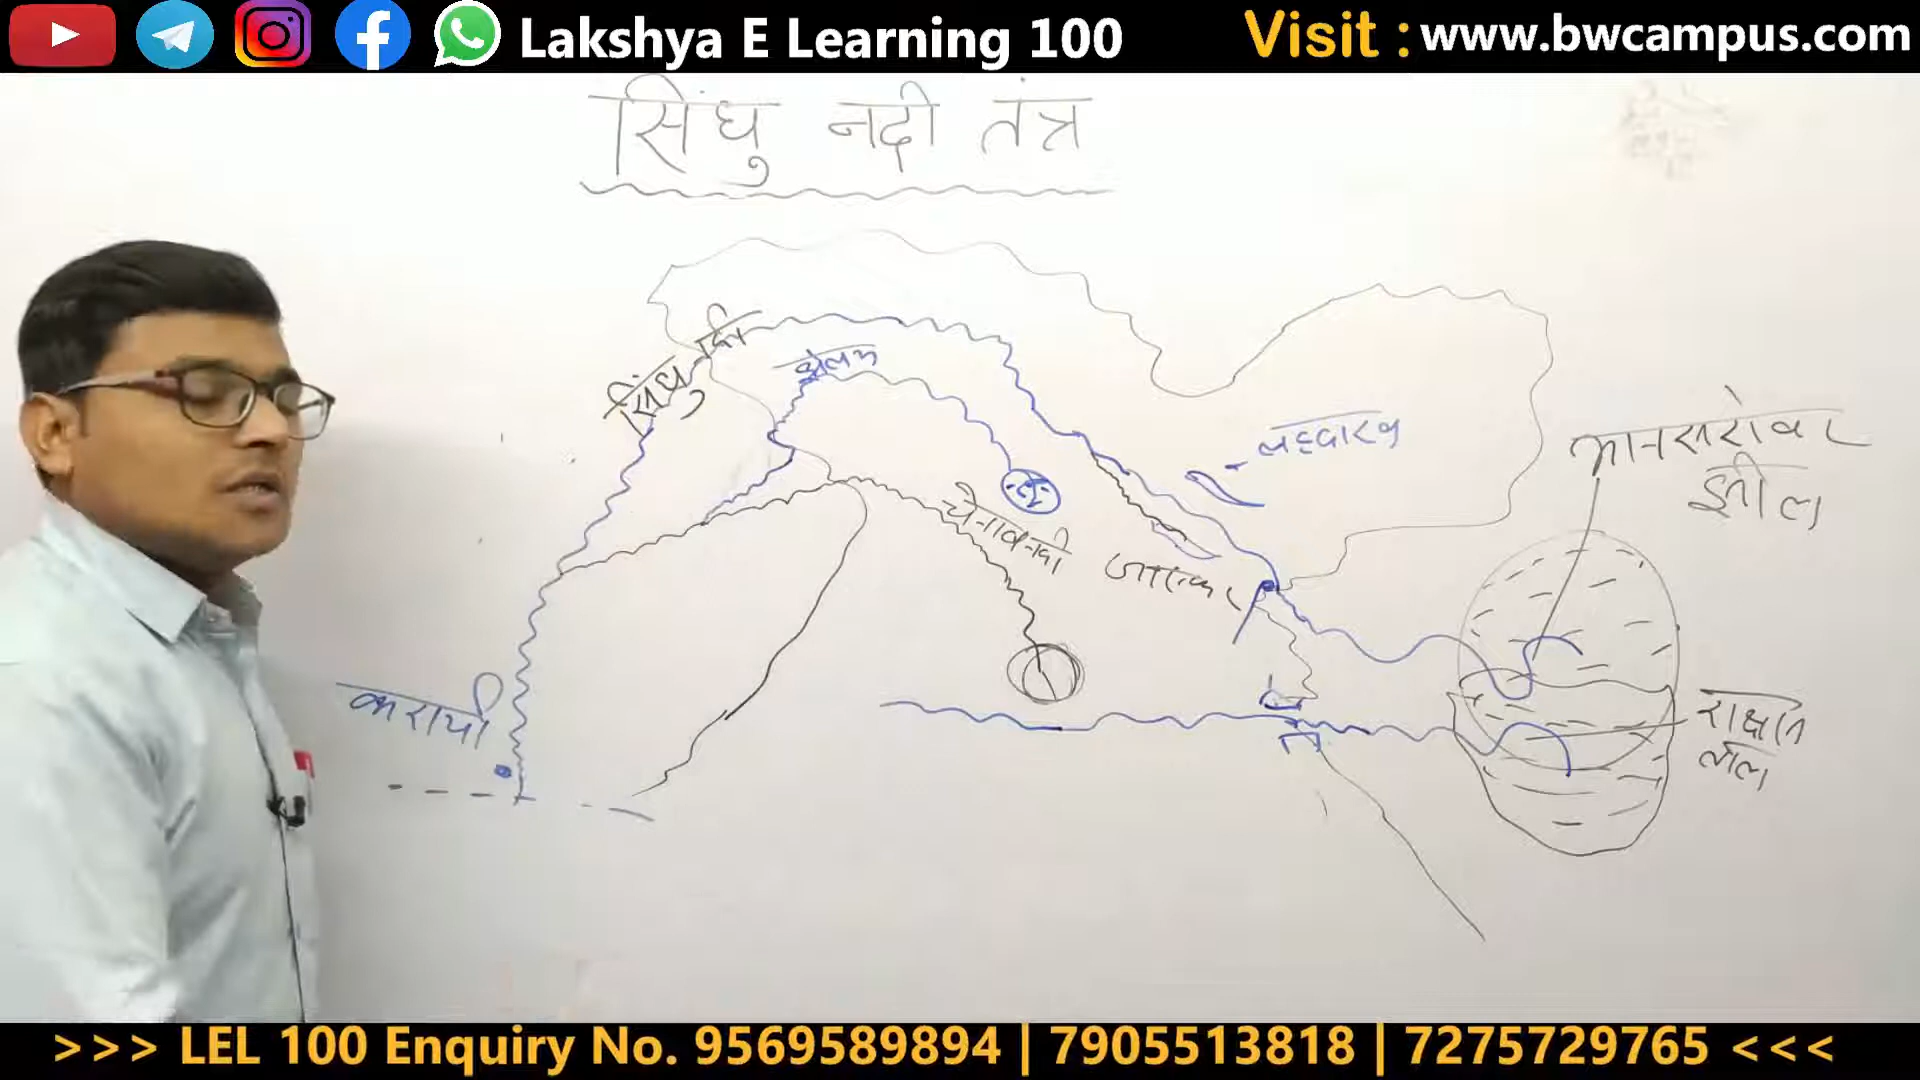 Lakshya E Learning 100
Visit : www.bwcampus.com
सिंधु नदी तंत्र
सिंधु नदी
झेलम
लद्दाख
मानसरोवर
झील
चेनाब नदी
जास्कर
कराची
राक्षस
ताल
>>> LEL 100 Enquiry No. 9569589894 | 7905513818 | 7275729765 <<<